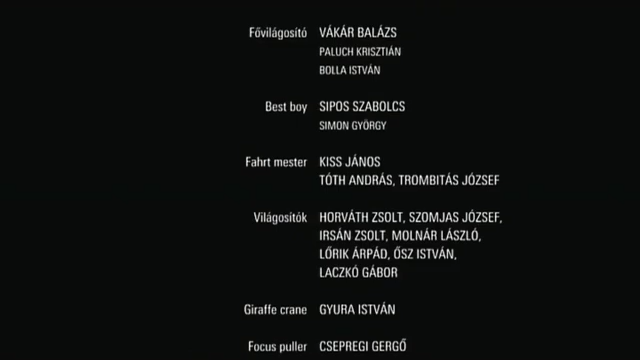 Fővilágosító VÁKÁR BALÁZS
PALUCH KRISZTIÁN
BOLLA ISTVÁN
Best boy SIPOS SZABOLCS
SIMON GYÖRGY
Fahrt mester KISS JÁNOS
TÓTH ANDRÁS, TROMBITÁS JÓZSEF
Világosítók HORVÁTH ZSOLT, SZOMJAS JÓZSEF,
IRSÁN ZSOLT, MOLNÁR LÁSZLÓ,
LŐRIK ÁRPÁD, ŐSZ ISTVÁN,
LACZKÓ GÁBOR
Giraffe crane GYURA ISTVÁN
Focus puller CSEPREGI GERGŐ